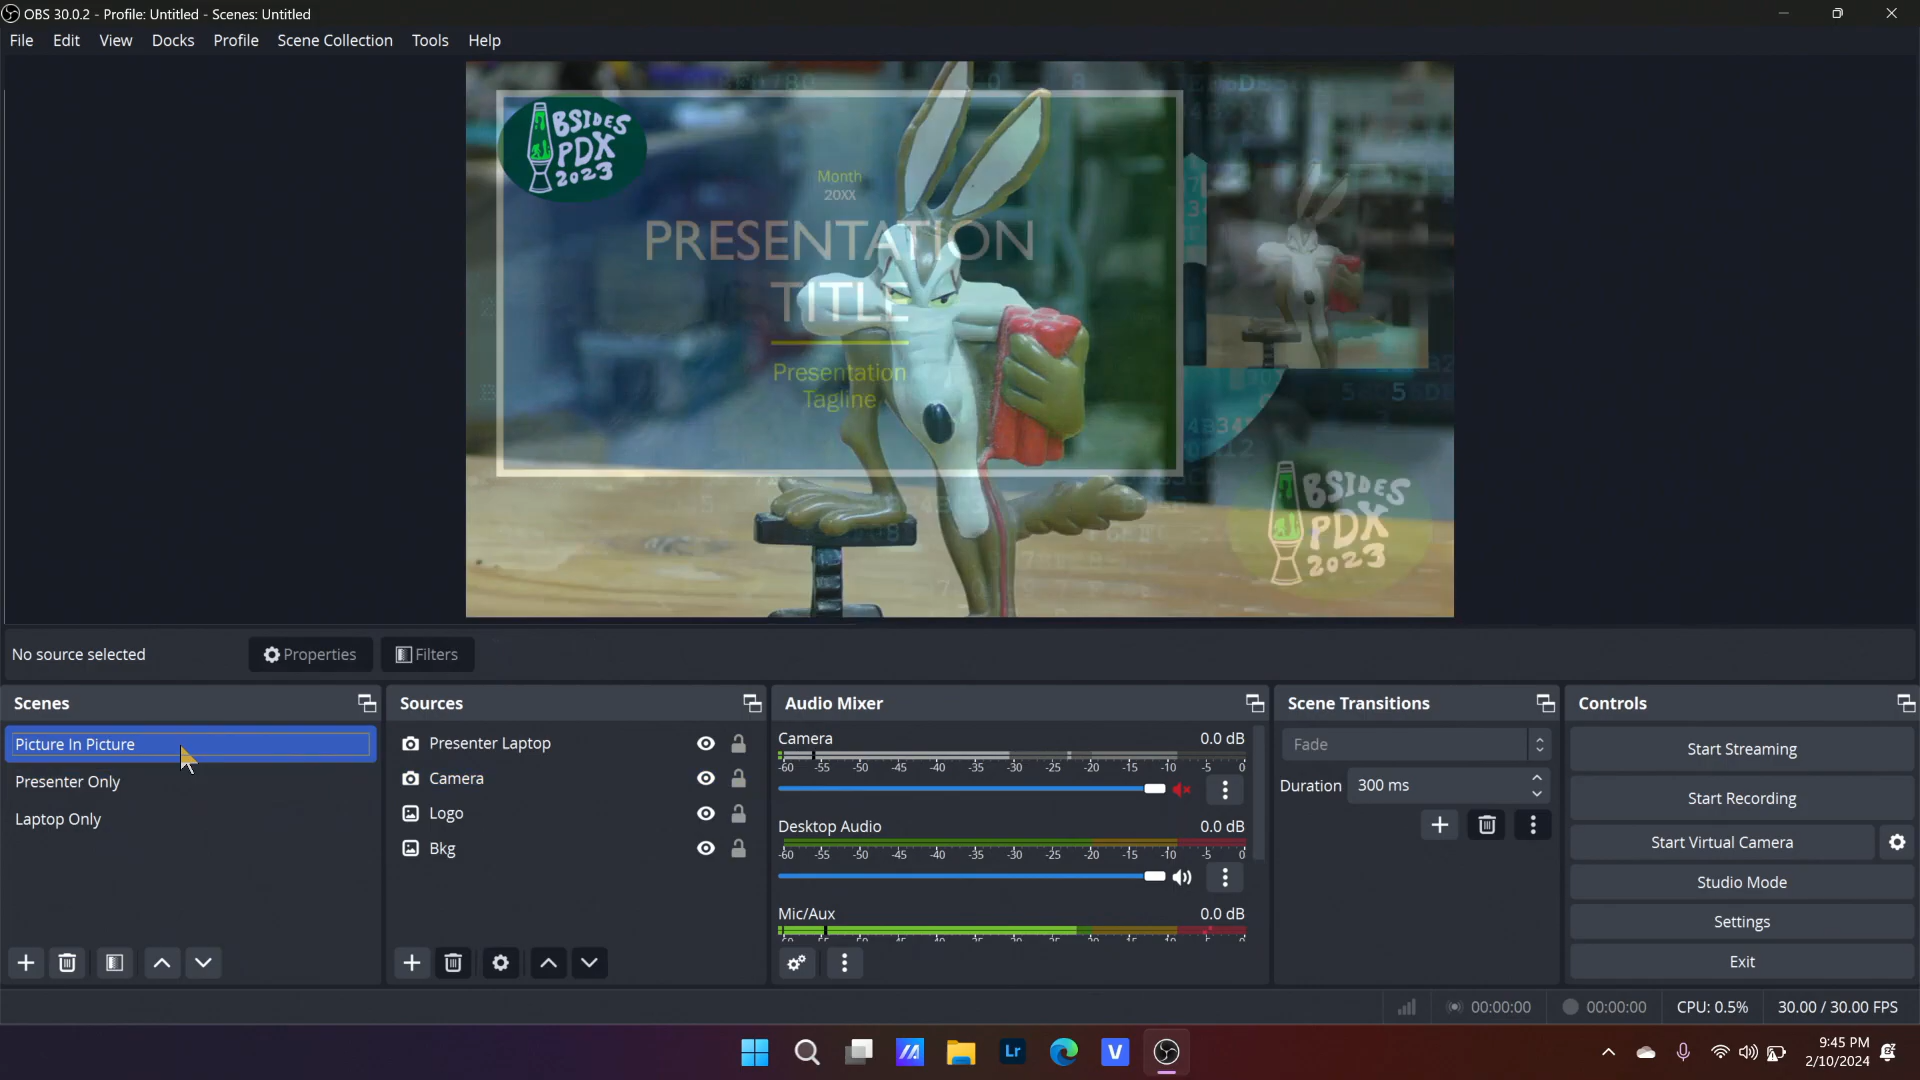 OBS 30.0.2 - Profile: Untitled - Scenes: Untitled
File Edit View Docks Profile Scene Collection Tools Help
BSIDES
PDX
2023
Month
20XX
PRESENTATION
TITLE
Presentation
Tagline
BSIDES
PDX
2023
No source selected
Properties
Filters
Scenes
Picture In Picture
Presenter Only
Laptop Only
Sources
Presenter Laptop
Camera
Logo
Bkg
Audio Mixer
Camera 0.0 dB
-60 -55 -50 -45 -40 -35 -30 -25 -20 -15 -10 -5 0
Desktop Audio 0.0 dB
-60 -55 -50 -45 -40 -35 -30 -25 -20 -15 -10 -5 0
Mic/Aux 0.0 dB
Scene Transitions
Fade
Duration 300 ms
Controls
Start Streaming
Start Recording
Start Virtual Camera
Studio Mode
Settings
Exit
00:00:00 00:00:00 CPU: 0.5% 30.00 / 30.00 FPS
Lr
V
9:45 PM
2/10/2024